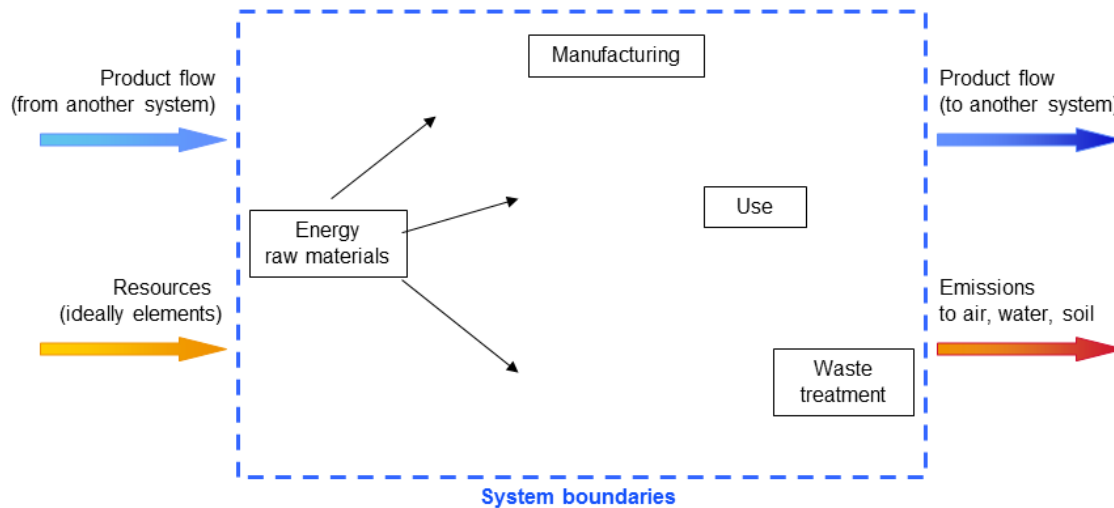 Manufacturing
Product flow
(from another system)
Product flow
(to another system)
Energy
raw materials
Use
Resources
(ideally elements)
Emissions
to air, water, soil
Waste
treatment
System boundaries